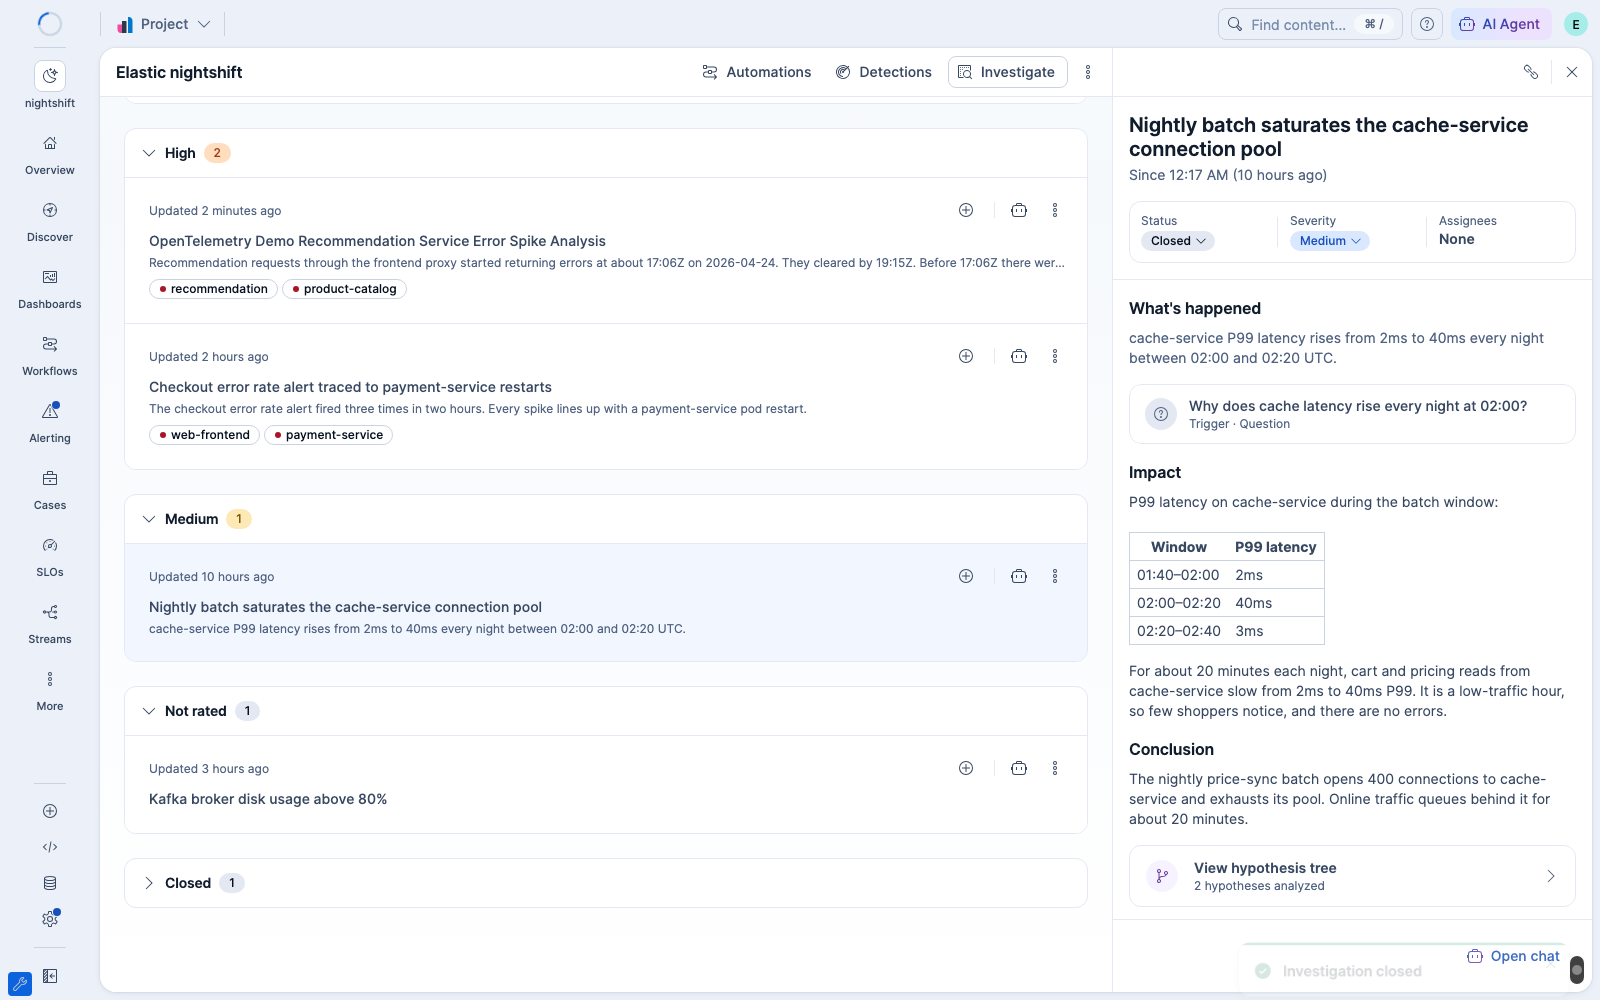 Project
Find content...
⌘ /
AI Agent
E
nightshift
Overview
Discover
Dashboards
Workflows
Alerting
Cases
SLOs
Streams
More
Elastic nightshift
Automations
Detections
Investigate
High 2
Updated 2 minutes ago
OpenTelemetry Demo Recommendation Service Error Spike Analysis
Recommendation requests through the frontend proxy started returning errors at about 17:06Z on 2026-04-24. They cleared by 19:15Z. Before 17:06Z there wer...
recommendation
product-catalog
Updated 2 hours ago
Checkout error rate alert traced to payment-service restarts
The checkout error rate alert fired three times in two hours. Every spike lines up with a payment-service pod restart.
web-frontend
payment-service
Medium 1
Updated 10 hours ago
Nightly batch saturates the cache-service connection pool
cache-service P99 latency rises from 2ms to 40ms every night between 02:00 and 02:20 UTC.
Not rated 1
Updated 3 hours ago
Kafka broker disk usage above 80%
Closed 1
Nightly batch saturates the cache-service
connection pool
Since 12:17 AM (10 hours ago)
Status
Closed
Severity
Medium
Assignees
None
What's happened
cache-service P99 latency rises from 2ms to 40ms every night
between 02:00 and 02:20 UTC.
Why does cache latency rise every night at 02:00?
Trigger · Question
Impact
P99 latency on cache-service during the batch window:
Window P99 latency
01:40–02:00 2ms
02:00–02:20 40ms
02:20–02:40 3ms
For about 20 minutes each night, cart and pricing reads from
cache-service slow from 2ms to 40ms P99. It is a low-traffic hour,
so few shoppers notice, and there are no errors.
Conclusion
The nightly price-sync batch opens 400 connections to cache-
service and exhausts its pool. Online traffic queues behind it for
about 20 minutes.
View hypothesis tree
2 hypotheses analyzed
Open chat
Investigation closed